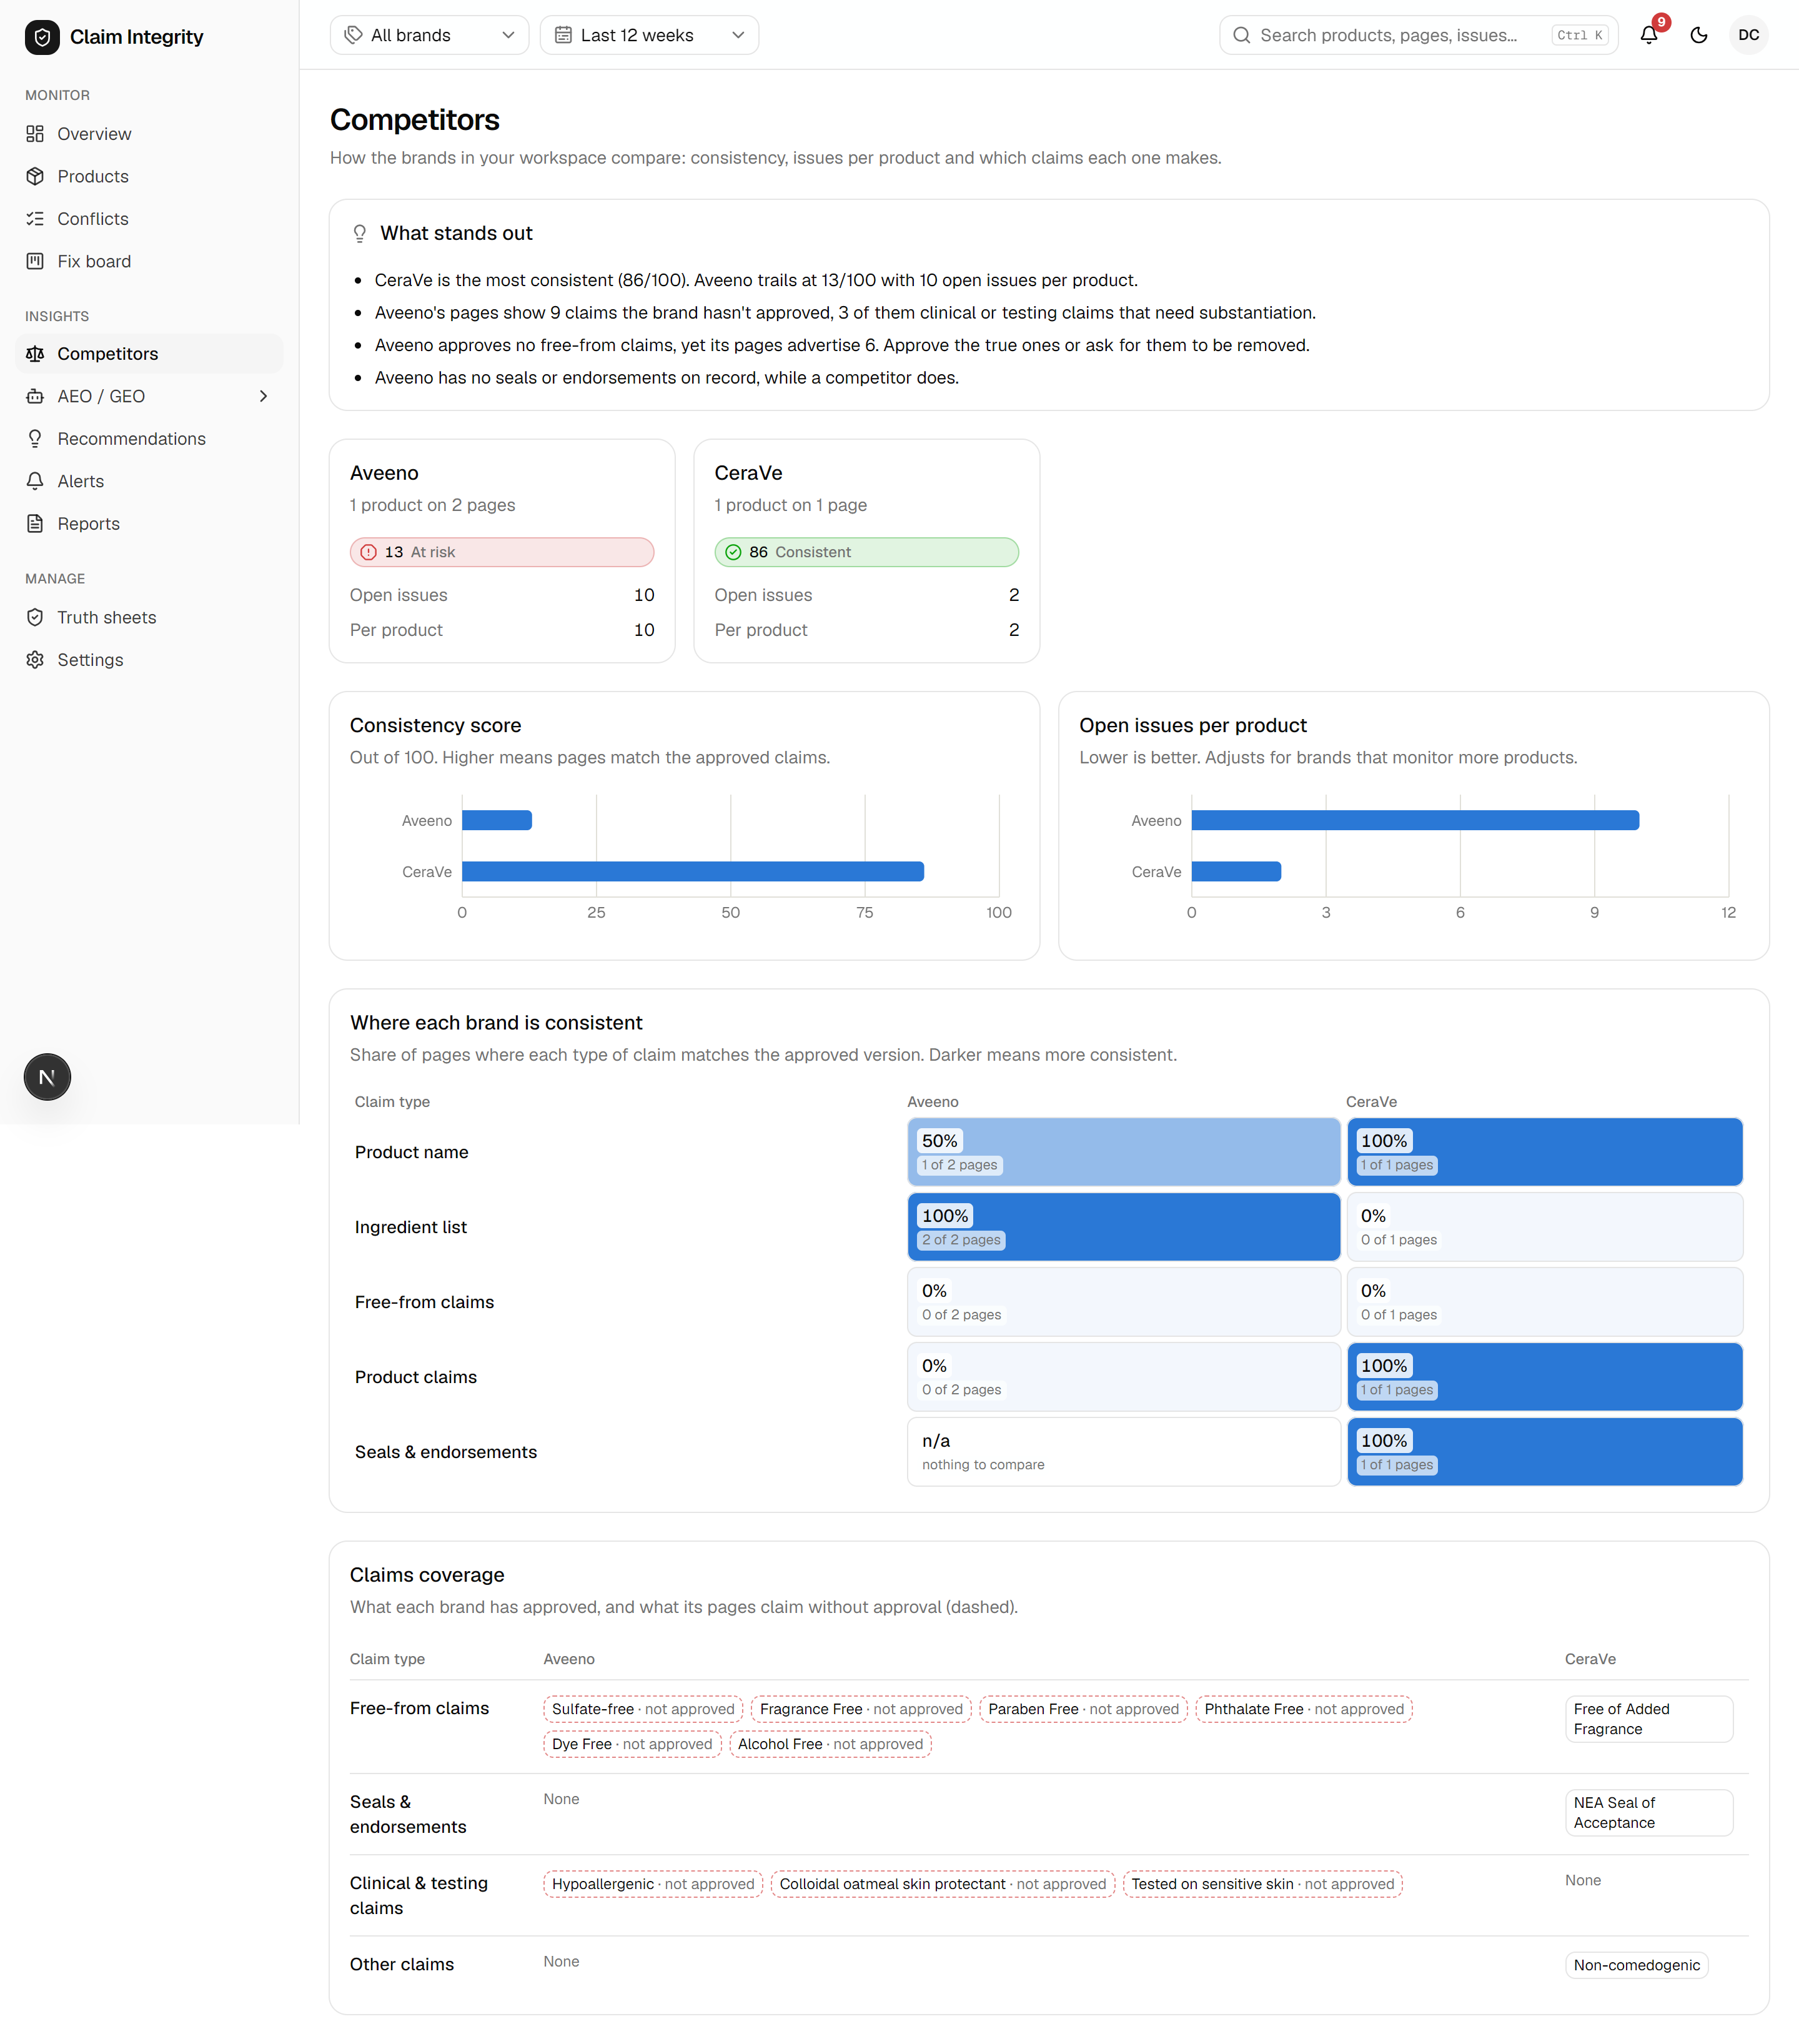 Claim Integrity
All brands
Last 12 weeks
Search products, pages, issues...
Ctrl K
9
DC
MONITOR
Overview
Products
Conflicts
Fix board
INSIGHTS
Competitors
AEO / GEO
Recommendations
Alerts
Reports
MANAGE
Truth sheets
Settings
N
Competitors
How the brands in your workspace compare: consistency, issues per product and which claims each one makes.
What stands out
• CeraVe is the most consistent (86/100). Aveeno trails at 13/100 with 10 open issues per product.
• Aveeno's pages show 9 claims the brand hasn't approved, 3 of them clinical or testing claims that need substantiation.
• Aveeno approves no free-from claims, yet its pages advertise 6. Approve the true ones or ask for them to be removed.
• Aveeno has no seals or endorsements on record, while a competitor does.
Aveeno
1 product on 2 pages
13 At risk
Open issues 10
Per product 10
CeraVe
1 product on 1 page
86 Consistent
Open issues 2
Per product 2
Consistency score
Out of 100. Higher means pages match the approved claims.
Aveeno
CeraVe
0 25 50 75 100
Open issues per product
Lower is better. Adjusts for brands that monitor more products.
Aveeno
CeraVe
0 3 6 9 12
Where each brand is consistent
Share of pages where each type of claim matches the approved version. Darker means more consistent.
Claim type Aveeno CeraVe
Product name
50%
1 of 2 pages
100%
1 of 1 pages
Ingredient list
100%
2 of 2 pages
0%
0 of 1 pages
Free-from claims
0%
0 of 2 pages
0%
0 of 1 pages
Product claims
0%
0 of 2 pages
100%
1 of 1 pages
Seals & endorsements
n/a
nothing to compare
100%
1 of 1 pages
Claims coverage
What each brand has approved, and what its pages claim without approval (dashed).
Claim type Aveeno CeraVe
Free-from claims
Sulfate-free · not approved Fragrance Free · not approved Paraben Free · not approved Phthalate Free · not approved
Dye Free · not approved Alcohol Free · not approved
Free of Added
Fragrance
Seals &
endorsements
None
NEA Seal of
Acceptance
Clinical & testing
claims
Hypoallergenic · not approved Colloidal oatmeal skin protectant · not approved Tested on sensitive skin · not approved
None
Other claims
None
Non-comedogenic